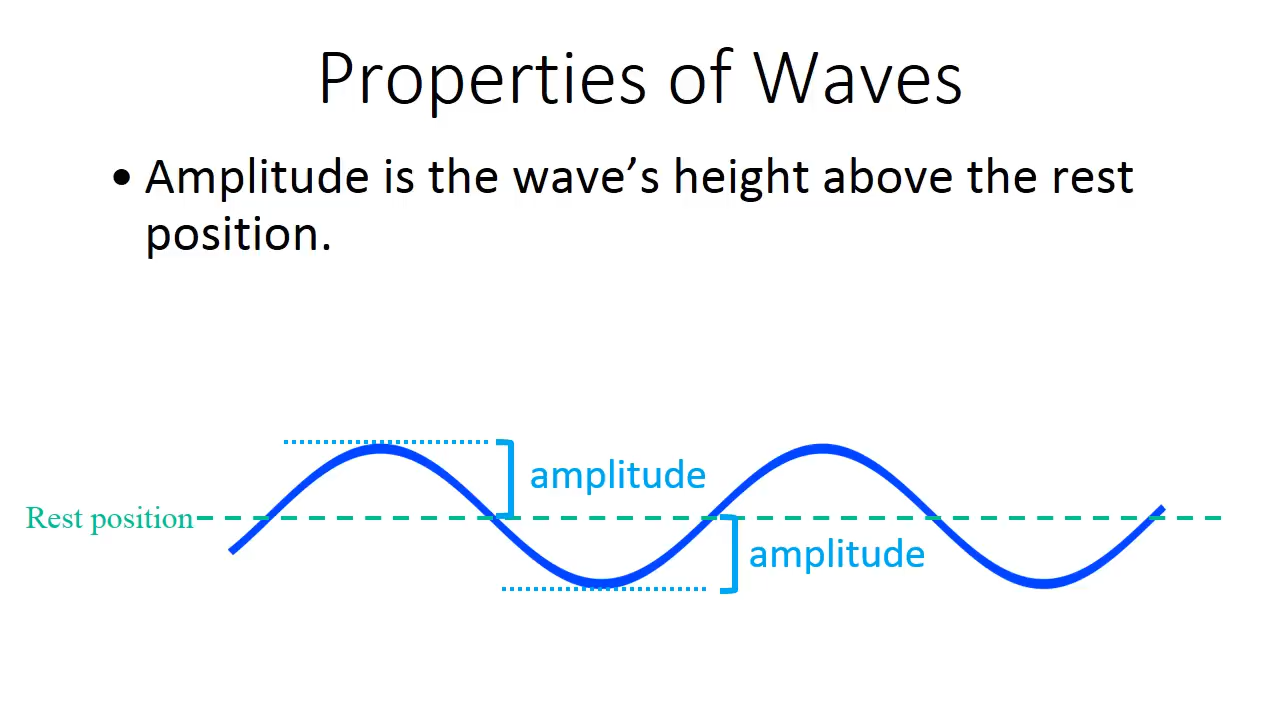 Properties of Waves
• Amplitude is the wave’s height above the rest
position.
amplitude
Rest position
amplitude